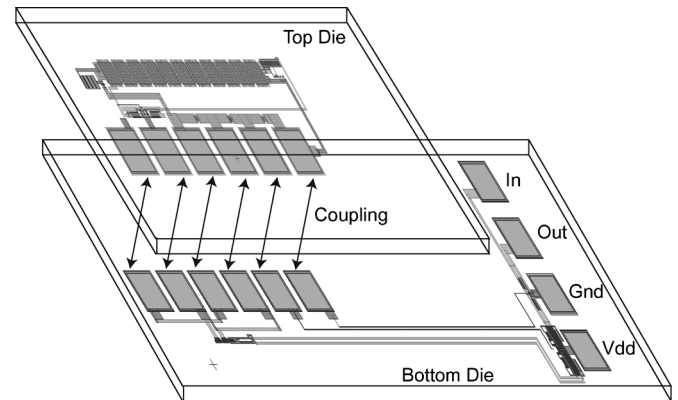 Top Die
In
Coupling
Out
Gnd
Vdd
Bottom Die